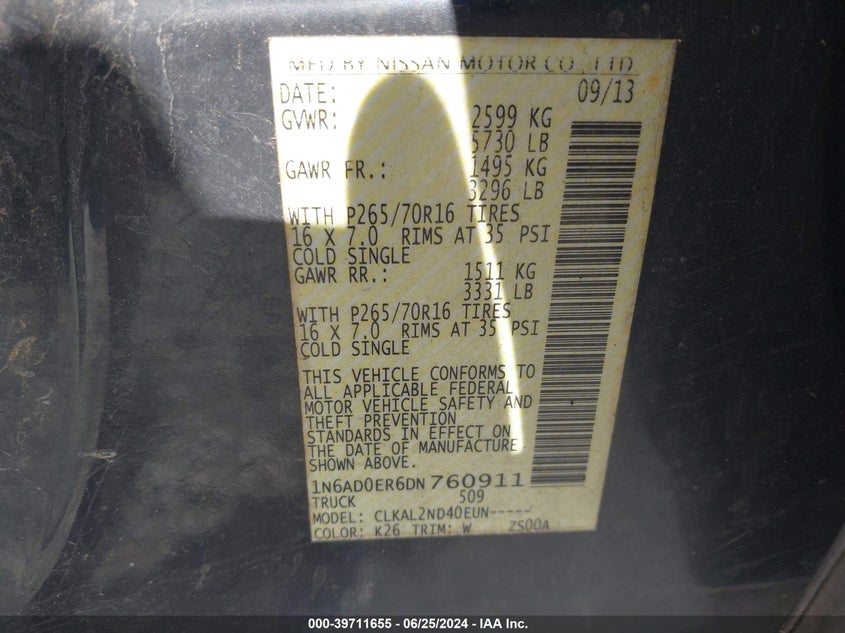 MFD BY NISSAN MOTOR CO., LTD
DATE: 09/13
GVWR: 2599 KG
5730 LB
GAWR FR.: 1495 KG
3296 LB
WITH P265/70R16 TIRES
16 X 7.0 RIMS AT 35 PSI
COLD SINGLE
GAWR RR.: 1511 KG
3331 LB
WITH P265/70R16 TIRES
16 X 7.0 RIMS AT 35 PSI
COLD SINGLE
THIS VEHICLE CONFORMS TO
ALL APPLICABLE FEDERAL
MOTOR VEHICLE SAFETY AND
THEFT PREVENTION
STANDARDS IN EFFECT ON
THE DATE OF MANUFACTURE
SHOWN ABOVE.
1N6AD0ER6DN760911
TRUCK 509
MODEL: CLKAL2ND40EUN-----
COLOR: K26 TRIM: W ZS00A
000-39711655 - 06/25/2024 - IAA Inc.